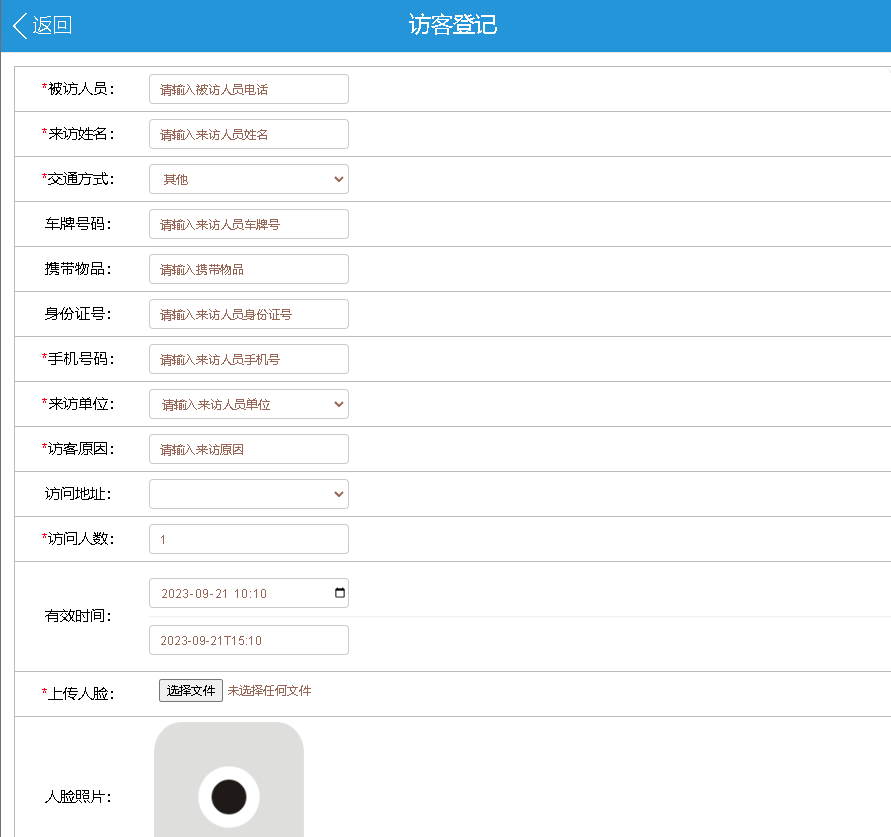 返回
访客登记
*被访人员： 请输入被访人员电话
*来访姓名： 请输入来访人员姓名
*交通方式： 其他
车牌号码： 请输入来访人员车牌号
携带物品： 请输入携带物品
身份证号： 请输入来访人员身份证号
*手机号码： 请输入来访人员手机号
*来访单位： 请输入来访人员单位
*访客原因： 请输入来访原因
访问地址：
*访问人数： 1
有效时间： 2023-09-21 10:10
2023-09-21T15:10
*上传人脸： 选择文件 未选择任何文件
人脸照片：